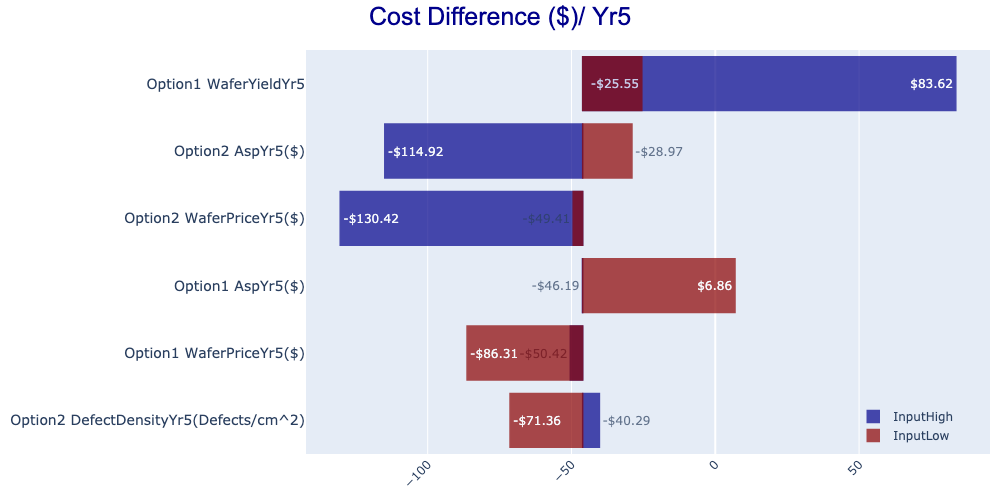 Cost Difference ($)/ Yr5
Option1 WaferYieldYr5 -$25.55 $83.62
Option2 AspYr5($) -$114.92 -$28.97
Option2 WaferPriceYr5($) -$130.42 -$49.41
Option1 AspYr5($) -$46.19 $6.86
Option1 WaferPriceYr5($) -$86.31 -$50.42
Option2 DefectDensityYr5(Defects/cm^2) -$71.36 -$40.29
InputHigh
InputLow
−100 −50 0 50